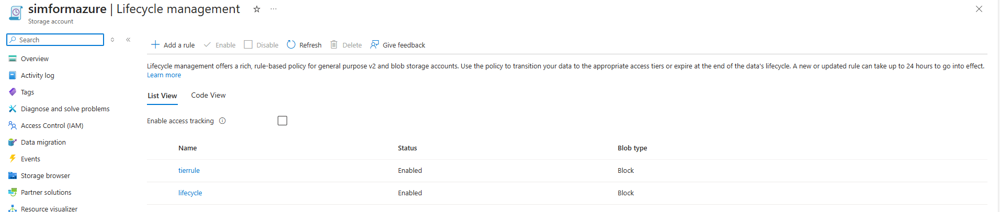 simformazure | Lifecycle management
Storage account
Search
Overview
Activity log
Tags
Diagnose and solve problems
Access Control (IAM)
Data migration
Events
Storage browser
Partner solutions
Resource visualizer
Add a rule Enable Disable Refresh Delete Give feedback
Lifecycle management offers a rich, rule-based policy for general purpose v2 and blob storage accounts. Use the policy to transition your data to the appropriate access tiers or expire at the end of the data's lifecycle. A new or updated rule can take up to 24 hours to go into effect.
Learn more
List View Code View
Enable access tracking
Name Status Blob type
tierrule Enabled Block
lifecycle Enabled Block